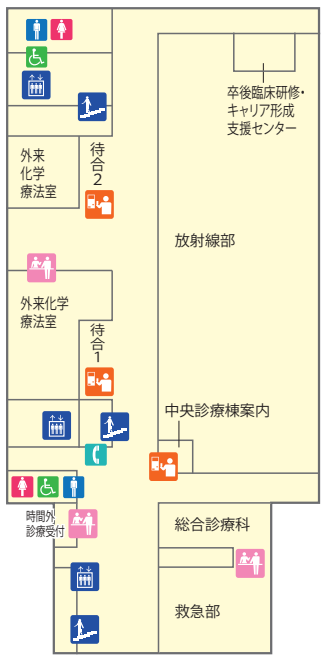 卒後臨床研修・
キャリア形成
支援センター
外来
化学
療法室
待合2
放射線部
外来化学
療法室
待合1
中央診療棟案内
時間外
診療受付
総合診療科
救急部